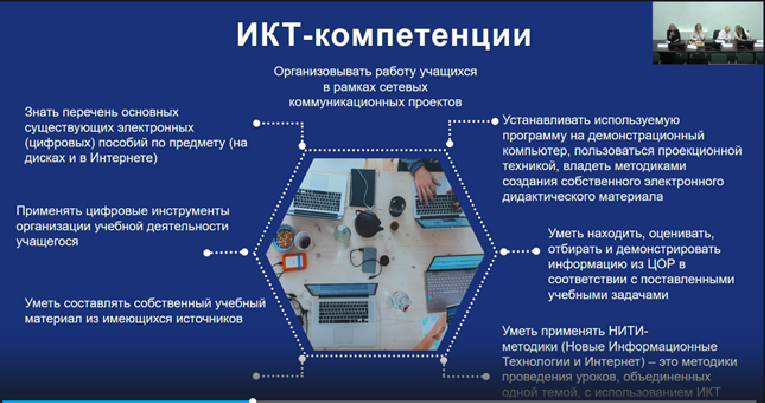 ИКТ-компетенции
Организовывать работу учащихся
в рамках сетевых
коммуникационных проектов
Знать перечень основных
существующих электронных
(цифровых) пособий по предмету (на
дисках и в Интернете)
Применять цифровые инструменты
организации учебной деятельности
учащегося
Уметь составлять собственный учебный
материал из имеющихся источников
Устанавливать используемую
программу на демонстрационный
компьютер, пользоваться проекционной
техникой, владеть методиками
создания собственного электронного
дидактического материала
Уметь находить, оценивать,
отбирать и демонстрировать
информацию из ЦОР в
соответствии с поставленными
учебными задачами
Уметь применять НИТИ-
методики (Новые Информационные
Технологии и Интернет) – это методики
проведения уроков, объединенных
одной темой, с использованием ИКТ